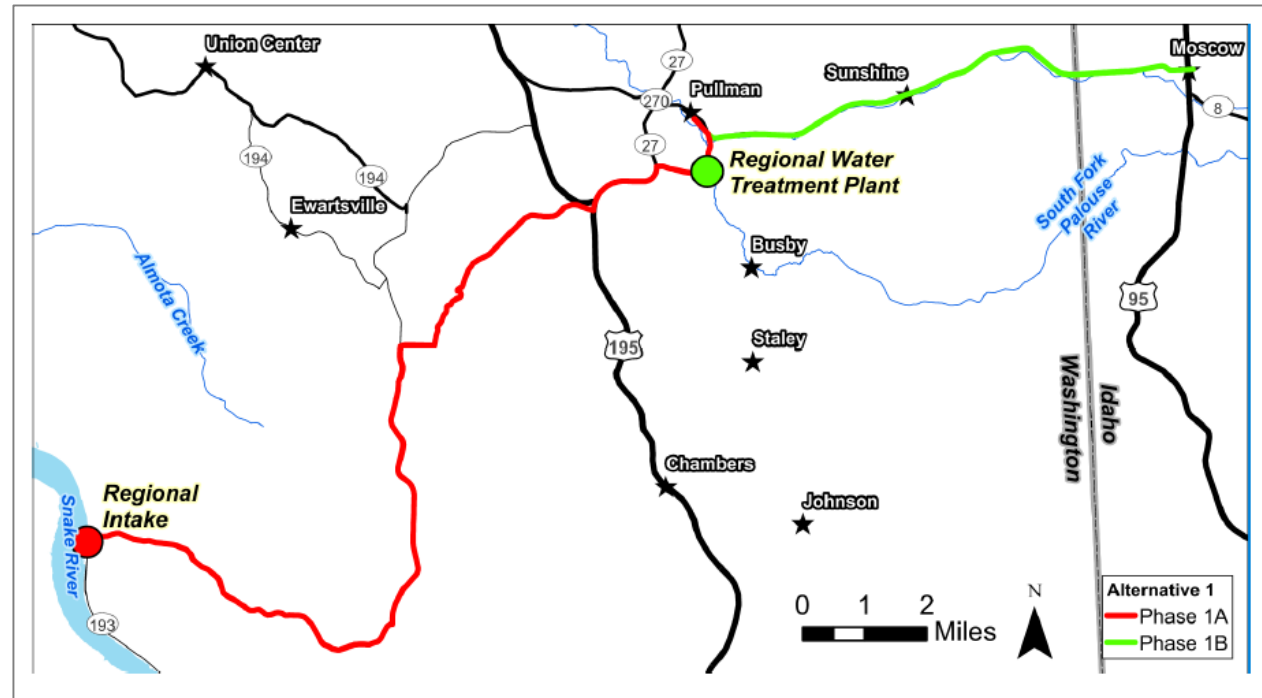 Union Center
Moscow
27
Sunshine
Pullman
270
8
27
194
Regional Water
Treatment Plant
194
South Fork
Palouse
River
Ewartsville
Busby
Almota Creek
95
195
Staley
Washington
Idaho
Chambers
Regional
Intake
Johnson
Snake River
193
0 1 2
Miles
N
Alternative 1
Phase 1A
Phase 1B